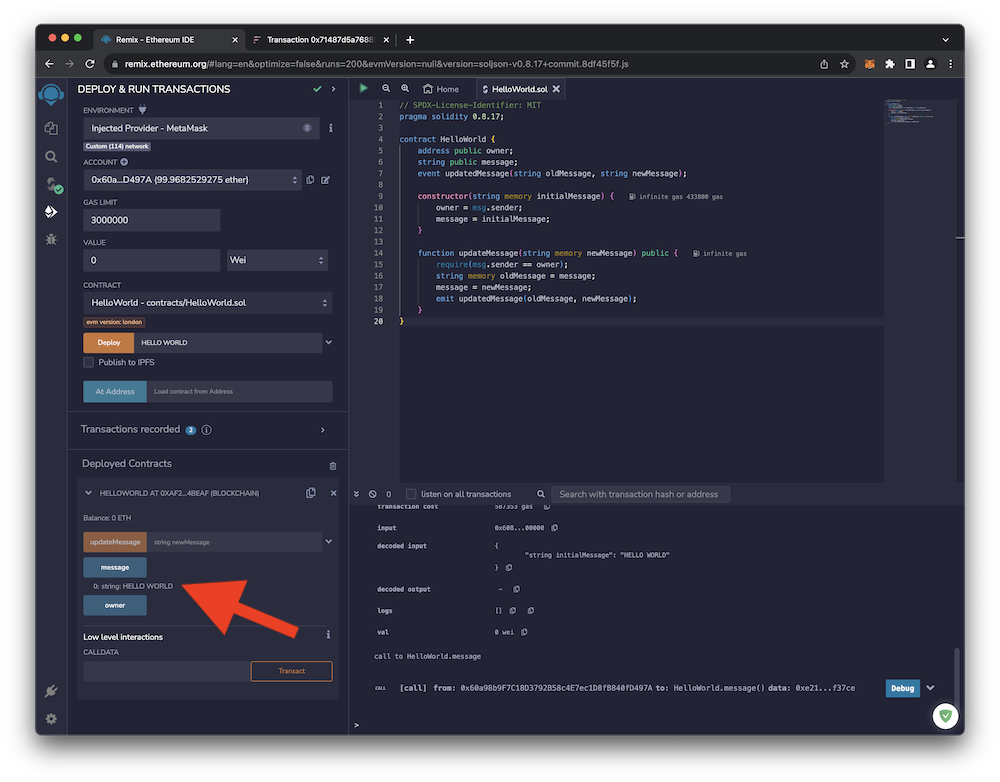 Remix - Ethereum IDE
Transaction 0x71487d5a7688
remix.ethereum.org/#lang=en&optimize=false&runs=200&evmVersion=null&version=soljson-v0.8.17+commit.8df45f5f.js
DEPLOY & RUN TRANSACTIONS
ENVIRONMENT
Injected Provider - MetaMask
Custom (114) network
ACCOUNT
0x60a...D497A (99.9682529275 ether)
GAS LIMIT
3000000
VALUE
0
Wei
CONTRACT
HelloWorld - contracts/HelloWorld.sol
evm version: london
Deploy HELLO WORLD
Publish to IPFS
At Address Load contract from Address
Transactions recorded 2
Deployed Contracts
HELLOWORLD AT 0XAF2...4BEAF (BLOCKCHAIN)
Balance: 0 ETH
updateMessage string newMessage
message
0: string: HELLO WORLD
owner
Low level interactions
CALLDATA
Transact
Home
HelloWorld.sol
1 // SPDX-License-Identifier: MIT
2 pragma solidity 0.8.17;
3
4 contract HelloWorld {
5 address public owner;
6 string public message;
7 event updatedMessage(string oldMessage, string newMessage);
8
9 constructor(string memory initialMessage) { infinite gas 433800 gas
10 owner = msg.sender;
11 message = initialMessage;
12 }
13
14 function updateMessage(string memory newMessage) public { infinite gas
15 require(msg.sender == owner);
16 string memory oldMessage = message;
17 message = newMessage;
18 emit updatedMessage(oldMessage, newMessage);
19 }
20 }
0 listen on all transactions Search with transaction hash or address
transaction cost 587353 gas
input 0x608...00000
decoded input {
"string initialMessage": "HELLO WORLD"
}
decoded output -
logs []
val 0 wei
call to HelloWorld.message
CALL [call] from: 0x60a98b9F7C18D3792B58c4E7ec1D8fB840fD497A to: HelloWorld.message() data: 0xe21...f37ce Debug
>